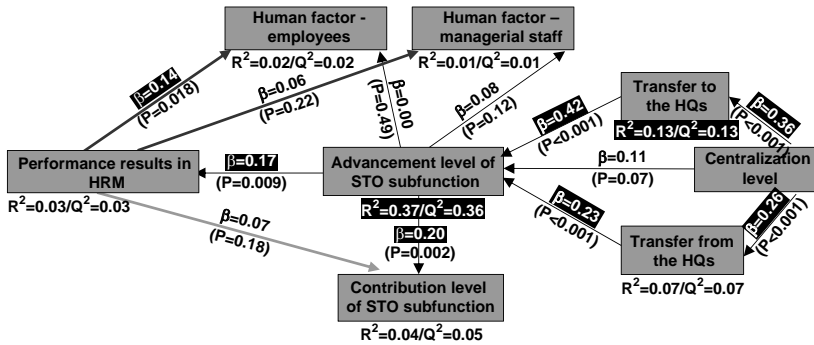 Human factor -
employees
R²=0.02/Q²=0.02
Human factor –
managerial staff
R²=0.01/Q²=0.01
β=0.14
(P=0.018)
β=0.06
(P=0.22)
β=0.00
(P=0.49)
β=0.08
(P=0.12)
β=0.42
(P<0.001)
Transfer to
the HQs
R²=0.13/Q²=0.13
β=0.36
(P<0.001)
Performance results in
HRM
R²=0.03/Q²=0.03
β=0.17
(P=0.009)
Advancement level of
STO subfunction
R²=0.37/Q²=0.36
β=0.11
(P=0.07)
Centralization
level
β=0.07
(P=0.18)
β=0.20
(P=0.002)
β=0.23
(P<0.001)
Transfer from
the HQs
R²=0.07/Q²=0.07
β=0.26
(P<0.001)
Contribution level
of STO subfunction
R²=0.04/Q²=0.05